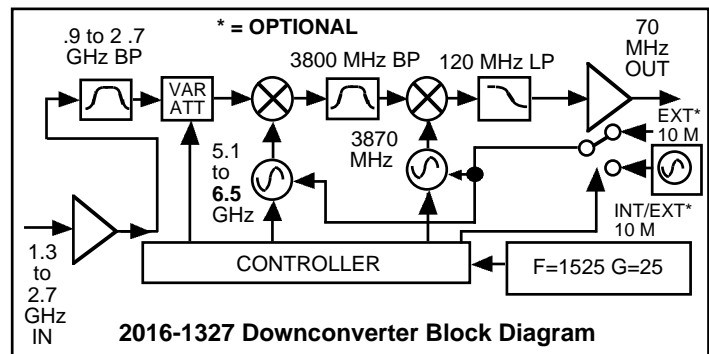 * = OPTIONAL
.9 to 2 .7
GHz BP
VAR
ATT
3800 MHz BP
120 MHz LP
70
MHz
OUT
5.1
to
6.5
GHz
3870
MHz
EXT*
10 M
INT/EXT*
10 M
1.3
to
2.7
GHz
IN
CONTROLLER
F=1525 G=25
2016-1327 Downconverter Block Diagram